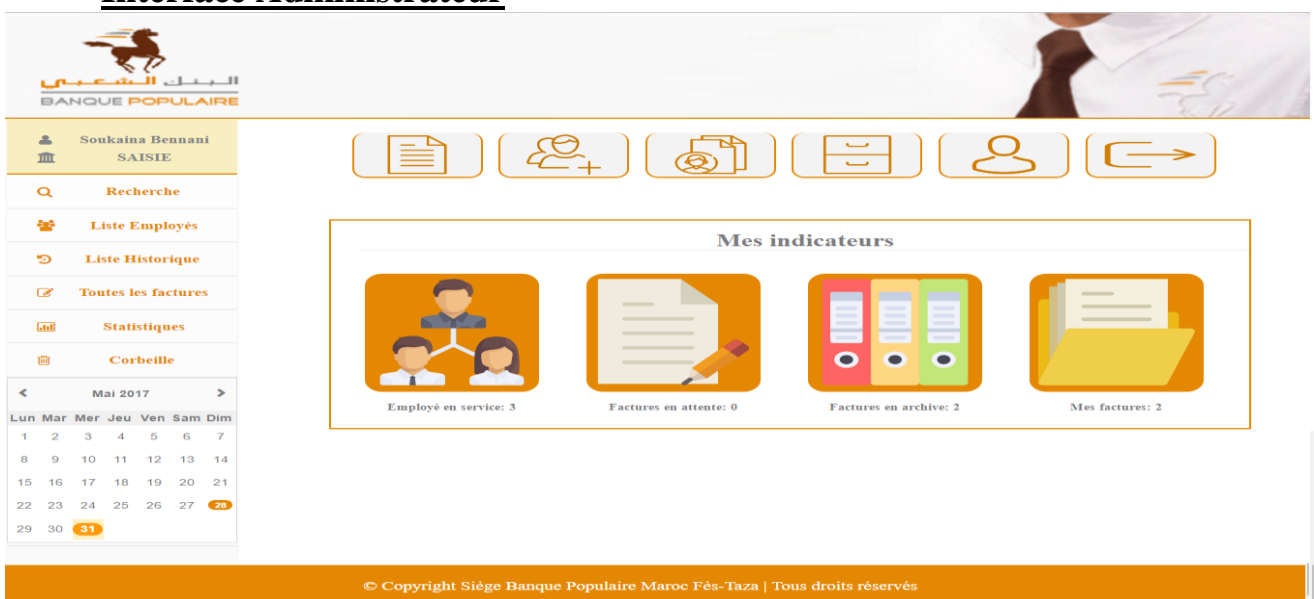 Interface Administrateur
البنك الشعبي
BANQUE POPULAIRE
Soukaina Bennani
SAISIE
Recherche
Liste Employés
Liste Historique
Toutes les factures
Statistiques
Corbeille
< Mai 2017 >
Lun Mar Mer Jeu Ven Sam Dim
1 2 3 4 5 6 7
8 9 10 11 12 13 14
15 16 17 18 19 20 21
22 23 24 25 26 27 28
29 30 31
Mes indicateurs
Employé en service: 3
Factures en attente: 0
Factures en archive: 2
Mes factures: 2
© Copyright Siège Banque Populaire Maroc Fès-Taza | Tous droits réservés